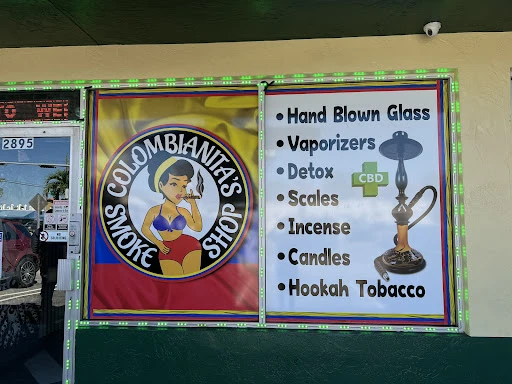 2895
COLOMBIANITA'S
SMOKE SHOP
• Hand Blown Glass
• Vaporizers
• Detox
• Scales
• Incense
• Candles
• Hookah Tobacco
CBD